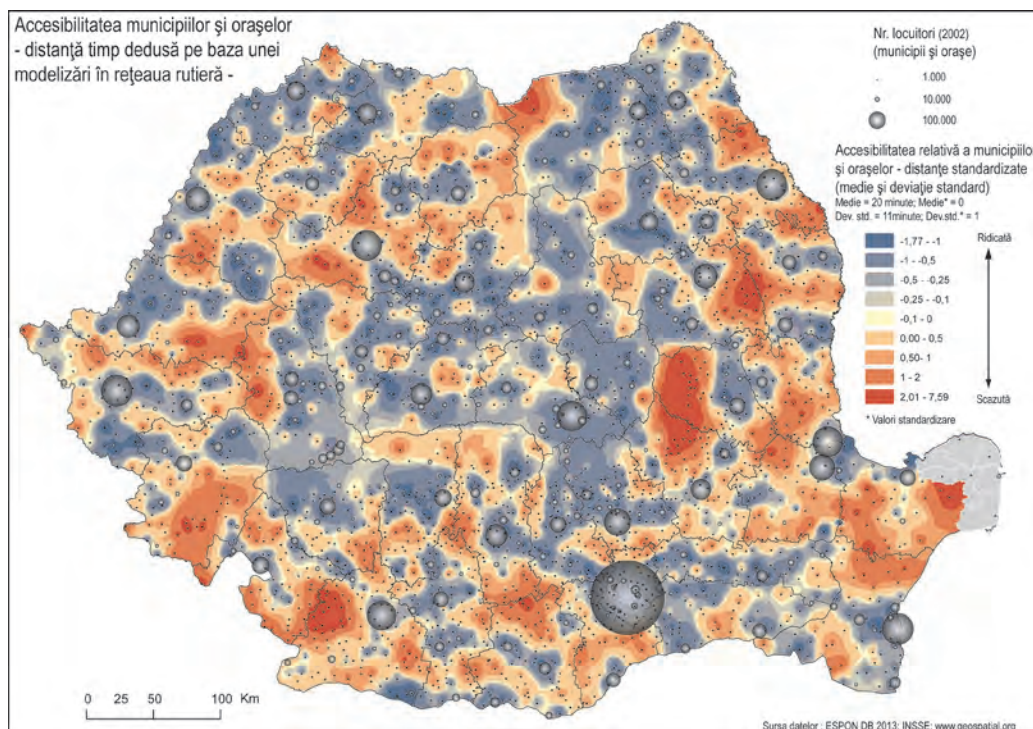 Accesibilitatea municipiilor şi oraşelor
- distanţă timp dedusă pe baza unei
modelizări în reţeaua rutieră -
Nr. locuitori (2002)
(municipii şi oraşe)
1.000
10.000
100.000
Accesibilitatea relativă a municipiilo
şi oraşelor - distanţe standardizate
(medie şi deviaţie standard)
Medie = 20 minute; Medie* = 0
Dev. std. = 11minute; Dev.std.* = 1
-1,77 - -1
-1 - -0,5
-0,5 - -0,25
-0.25 - -0,1
-0,1 - 0
0,00 - 0,5
0,50- 1
1 - 2
2,01 - 7,59
Ridicată
Scazută
* Valori standardizare
0 25 50 100 Km
Sursa datelor : ESPON DB 2013; INSSE; www.geospatial.org